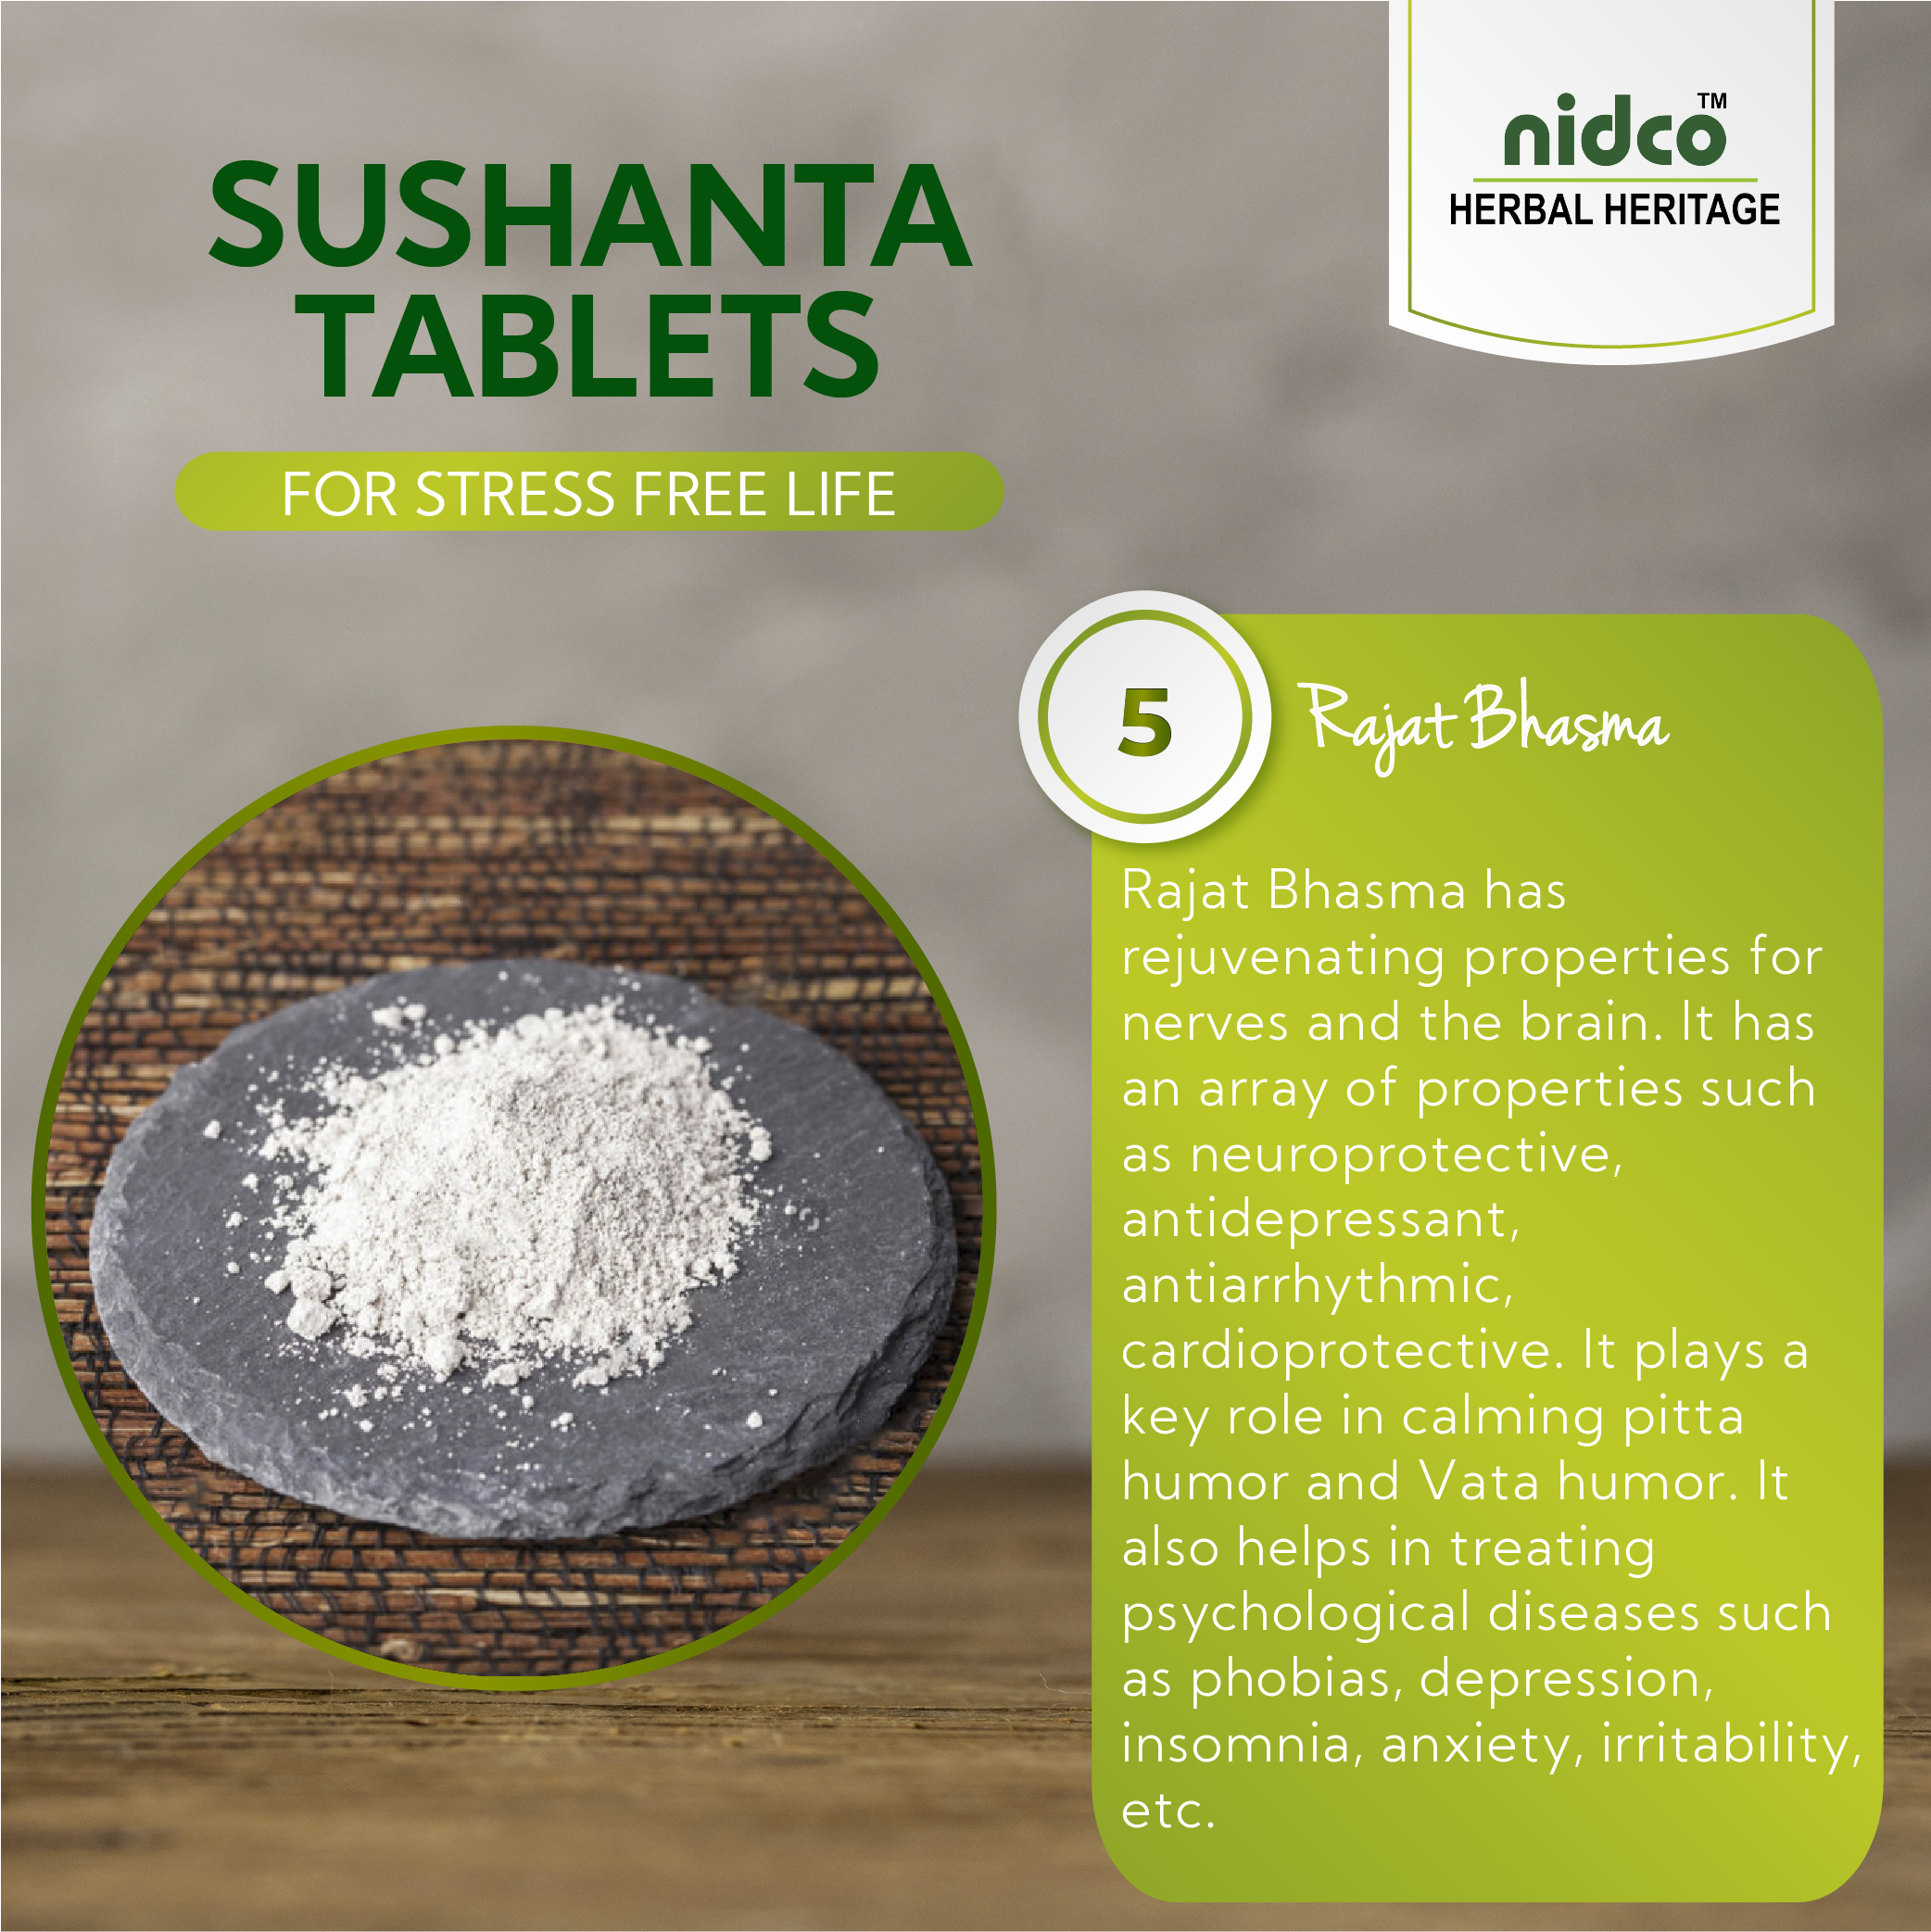 SUSHANTA
TABLETS
FOR STRESS FREE LIFE
nidco™
HERBAL HERITAGE
5
Rajat Bhasma
Rajat Bhasma has
rejuvenating properties for
nerves and the brain. It has
an array of properties such
as neuroprotective,
antidepressant,
antiarrhythmic,
cardioprotective. It plays a
key role in calming pitta
humor and Vata humor. It
also helps in treating
psychological diseases such
as phobias, depression,
insomnia, anxiety, irritability,
etc.